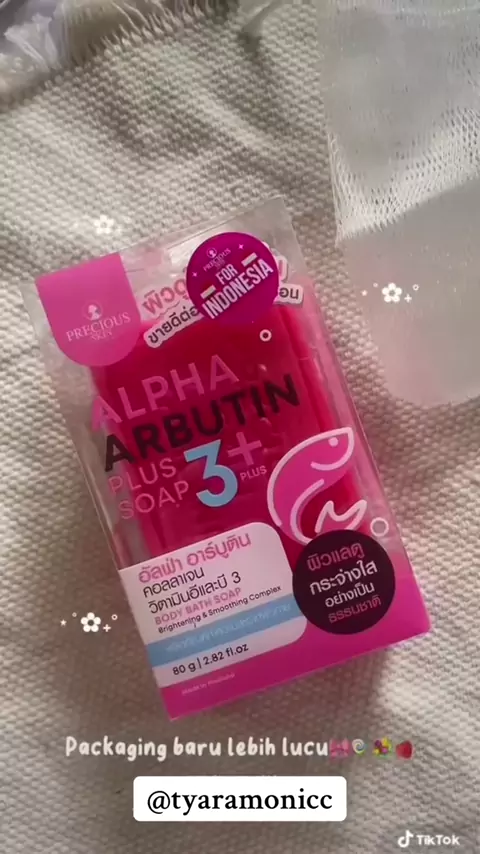 PRECIOUS
SKIN
FOR
INDONESIA
ALPHA
ARBUTIN
PLUS 3+
SOAP PLUS
อัลฟ่า อาร์บูติน
คอลลาเจน
วิตามินอีและบี 3
BODY BATH SOAP
Brightening & Smoothing Complex
80 g | 2.82 fl.oz
ผิวแลดู
กระจ่างใส
อย่างเป็น
ธรรมชาติ
Packaging baru lebih lucu
@tyaramonicc
TikTok